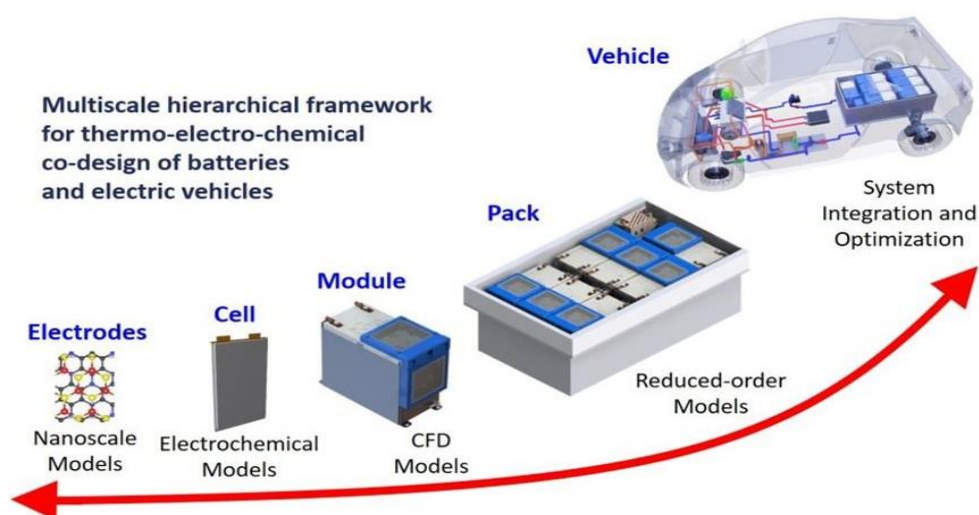 Multiscale hierarchical framework
for thermo-electro-chemical
co-design of batteries
and electric vehicles
Electrodes
Nanoscale
Models
Cell
Electrochemical
Models
Module
CFD
Models
Pack
Reduced-order
Models
Vehicle
System
Integration and
Optimization